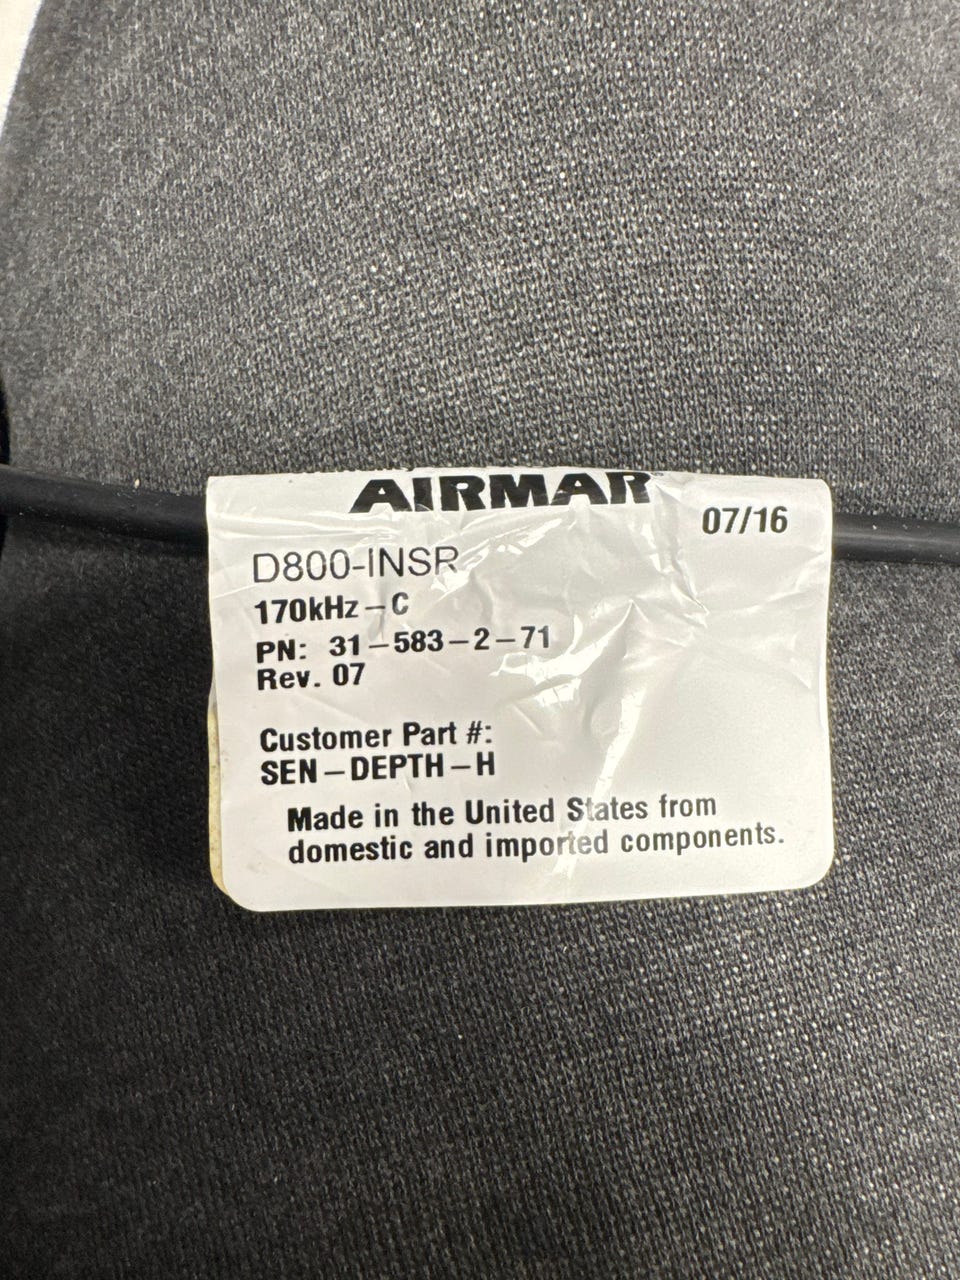 AIRMAR
07/16
D800-INSR
170kHz-C
PN: 31-583-2-71
Rev. 07
Customer Part #:
SEN-DEPTH-H
Made in the United States from
domestic and imported components.